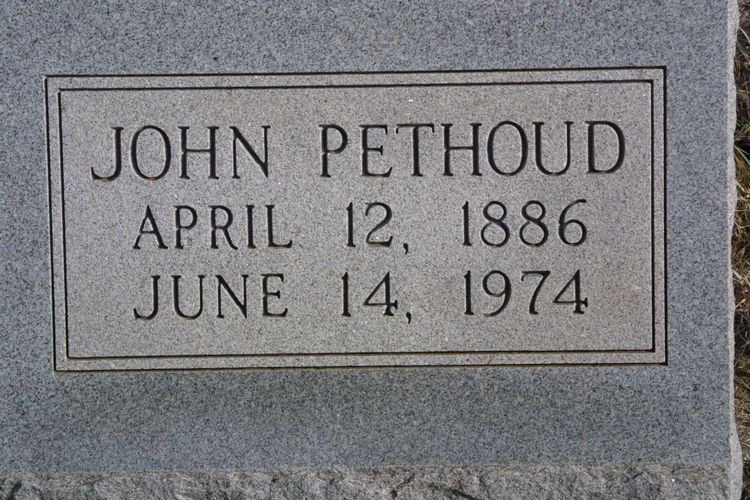 JOHN PETHOUD
APRIL 12, 1886
JUNE 14, 1974